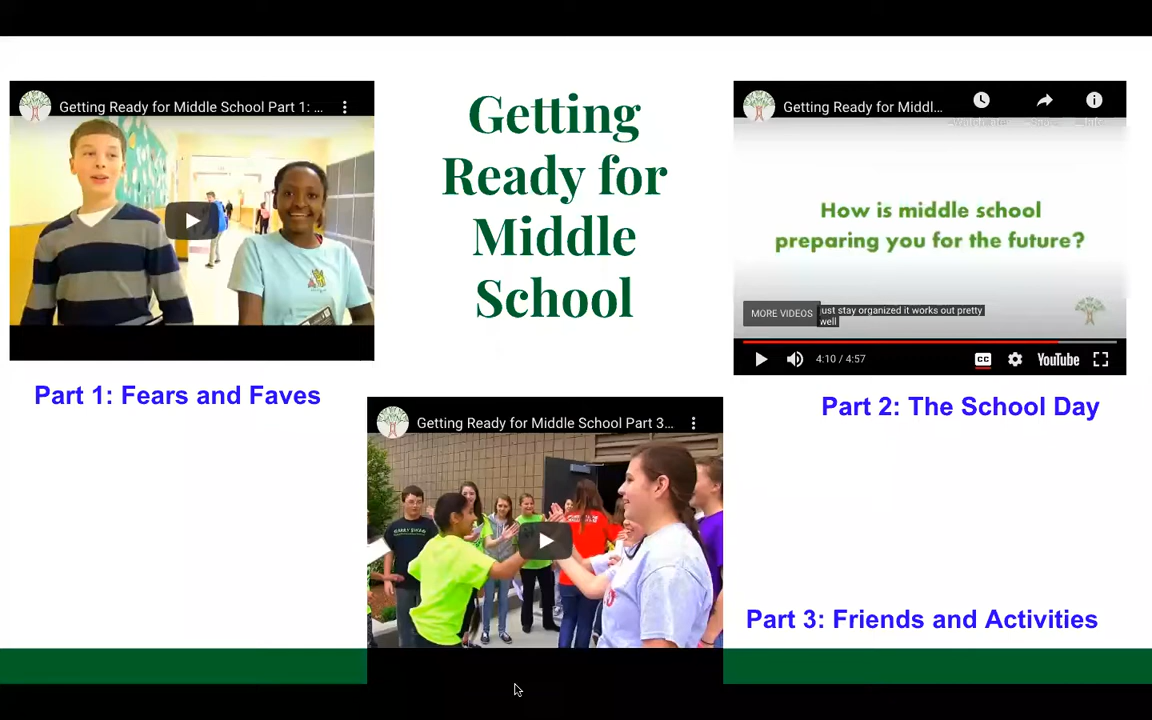 Getting Ready for Middle School Part 1: ...
Getting
Ready for
Middle
School
Getting Ready for Middl...
How is middle school
preparing you for the future?
MORE VIDEOS
just stay organized it works out pretty
well
4:10 / 4:57
CC
YouTube
Part 1: Fears and Faves
Part 2: The School Day
Getting Ready for Middle School Part 3...
Part 3: Friends and Activities